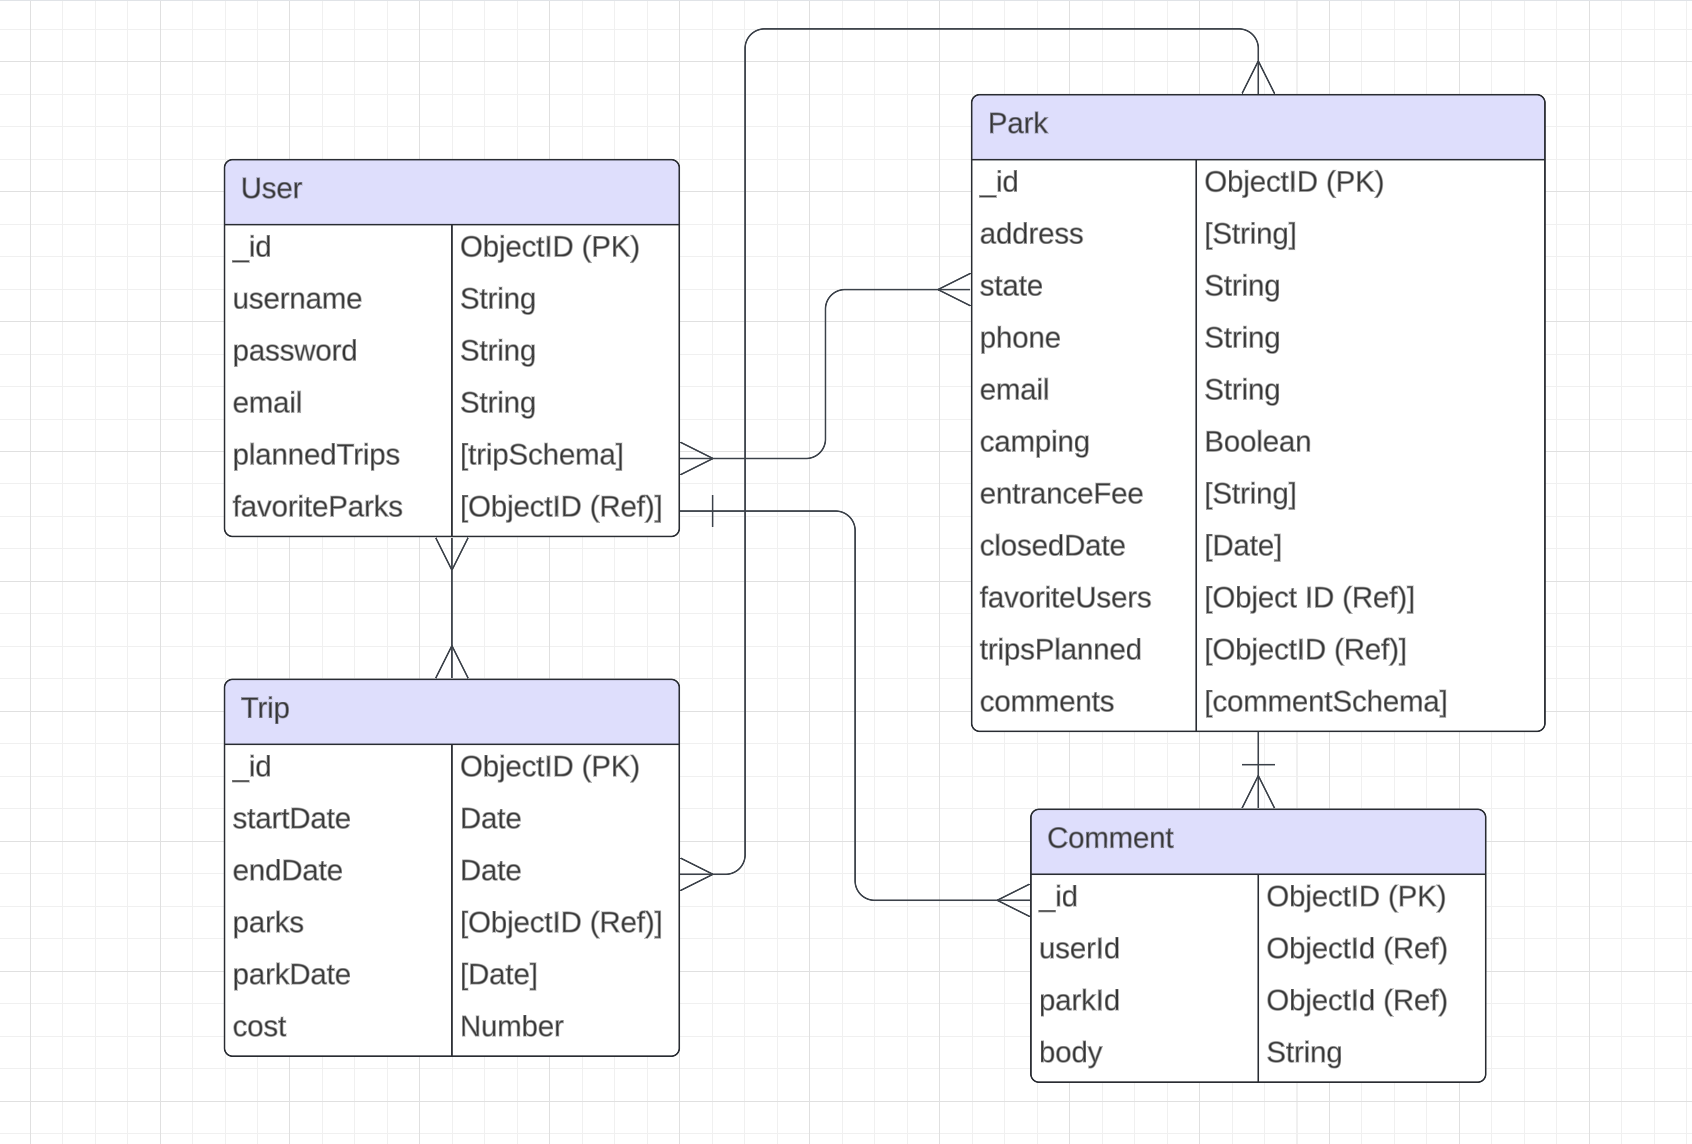 User
_id ObjectID (PK)
username String
password String
email String
plannedTrips [tripSchema]
favoriteParks [ObjectID (Ref)]
Park
_id ObjectID (PK)
address [String]
state String
phone String
email String
camping Boolean
entranceFee [String]
closedDate [Date]
favoriteUsers [Object ID (Ref)]
tripsPlanned [ObjectID (Ref)]
comments [commentSchema]
Trip
_id ObjectID (PK)
startDate Date
endDate Date
parks [ObjectID (Ref)]
parkDate [Date]
cost Number
Comment
_id ObjectID (PK)
userId ObjectId (Ref)
parkId ObjectId (Ref)
body String